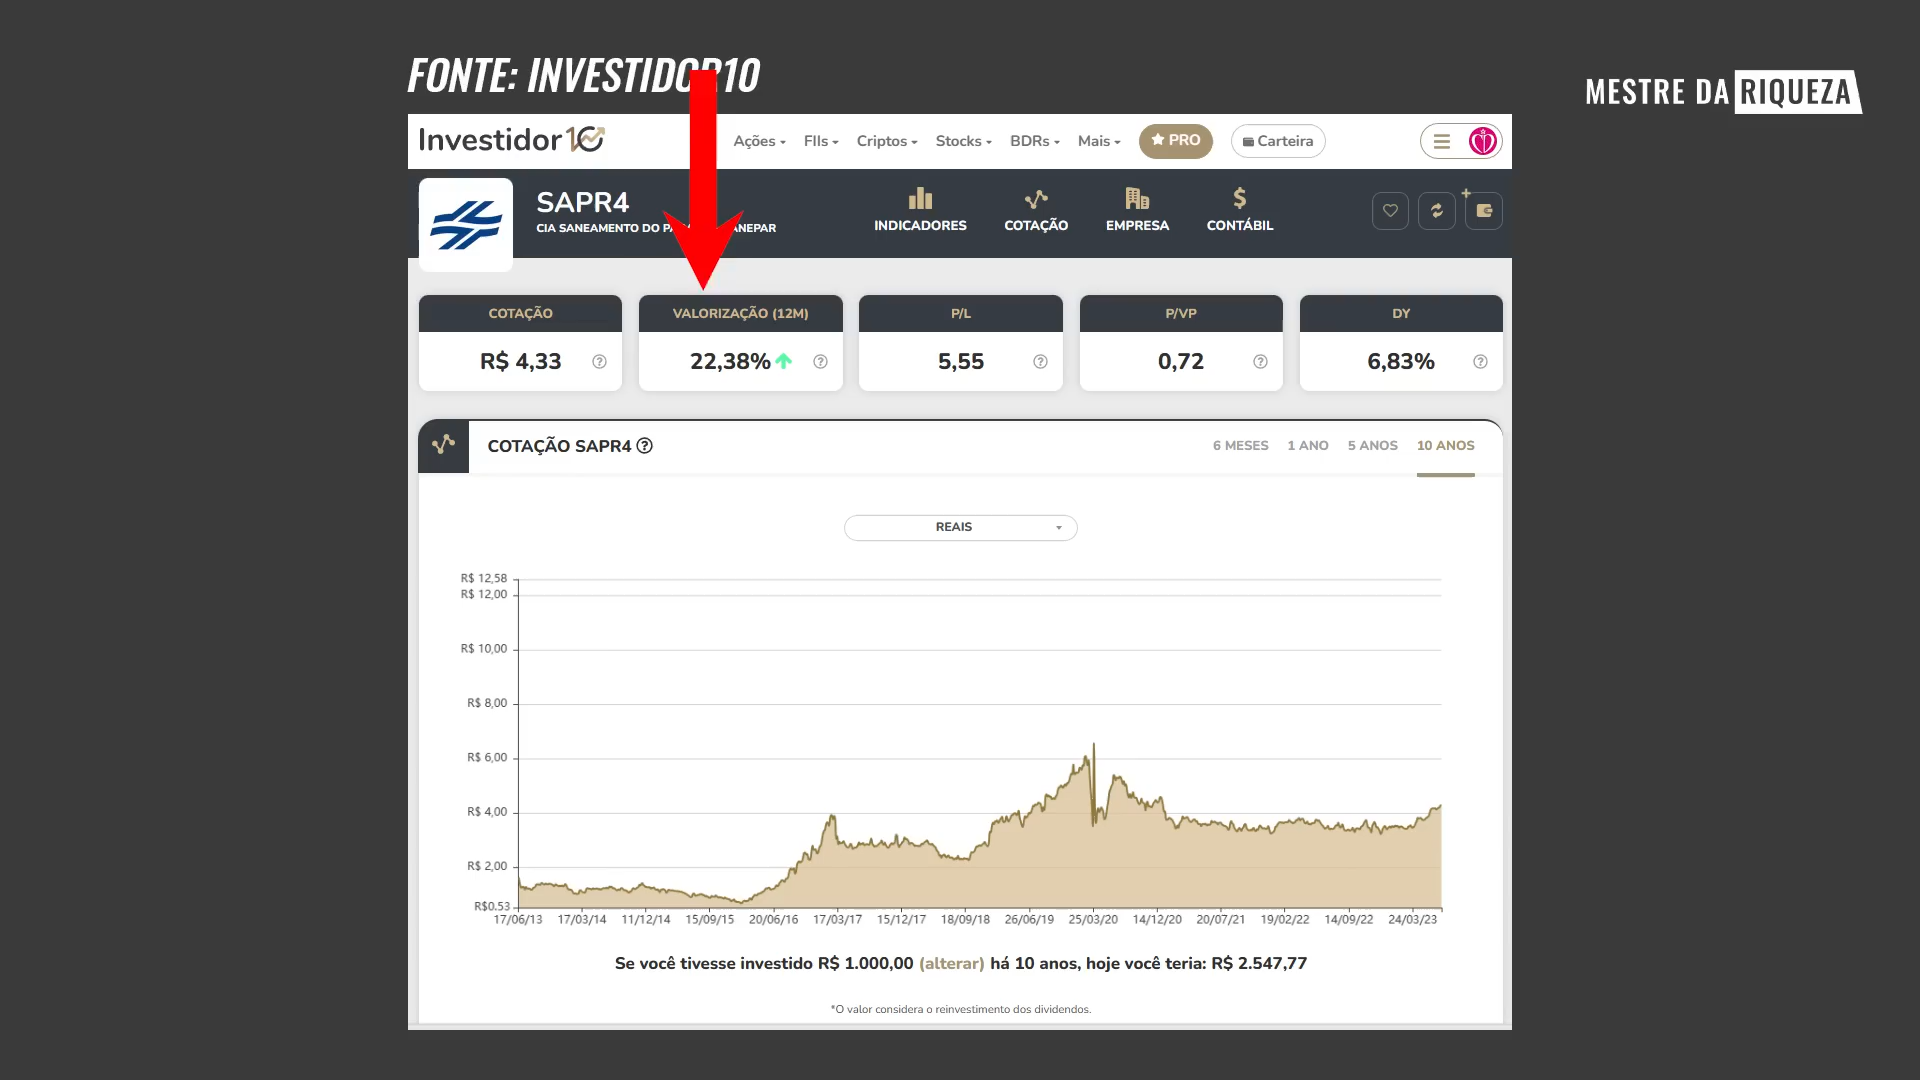 FONTE: INVESTIDOR10
MESTRE DA RIQUEZA
Investidor10
Ações FIIs Criptos Stocks BDRs Mais PRO Carteira
SAPR4
CIA SANEAMENTO DO ANEPAR
INDICADORES COTAÇÃO EMPRESA CONTÁBIL
COTAÇÃO VALORIZAÇÃO (12M) P/L P/VP DY
R$ 4,33 22,38% 5,55 0,72 6,83%
COTAÇÃO SAPR4
6 MESES 1 ANO 5 ANOS 10 ANOS
REAIS
R$ 12,58
R$ 12,00
R$ 10,00
R$ 8,00
R$ 6,00
R$ 4,00
R$ 2,00
R$0.53
17/06/13 17/03/14 11/12/14 15/09/15 20/06/16 17/03/17 15/12/17 18/09/18 26/06/19 25/03/20 14/12/20 20/07/21 19/02/22 14/09/22 24/03/23
Se você tivesse investido R$ 1.000,00 (alterar) há 10 anos, hoje você teria: R$ 2.547,77
*O valor considera o reinvestimento dos dividendos.